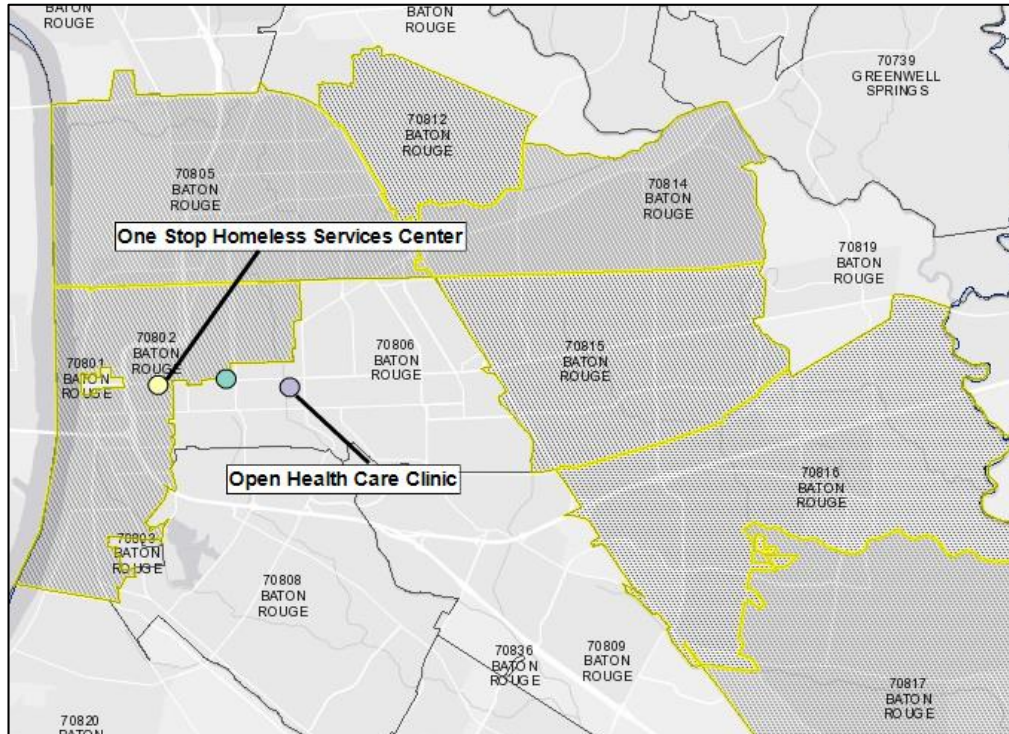 BATON
ROUGE
BATON
ROUGE
70739
GREENWELL
SPRINGS
70812
BATON
ROUGE
70805
BATON
ROUGE
70814
BATON
ROUGE
One Stop Homeless Services Center
70819
BATON
ROUGE
70802
BATON
ROUGE
70806
BATON
ROUGE
70815
BATON
ROUGE
70801
BATON
ROUGE
Open Health Care Clinic
70816
BATON
ROUGE
70803
BATON
ROUGE
70808
BATON
ROUGE
70809
BATON
ROUGE
70836
BATON
ROUGE
70817
BATON
ROUGE
70820
BATON